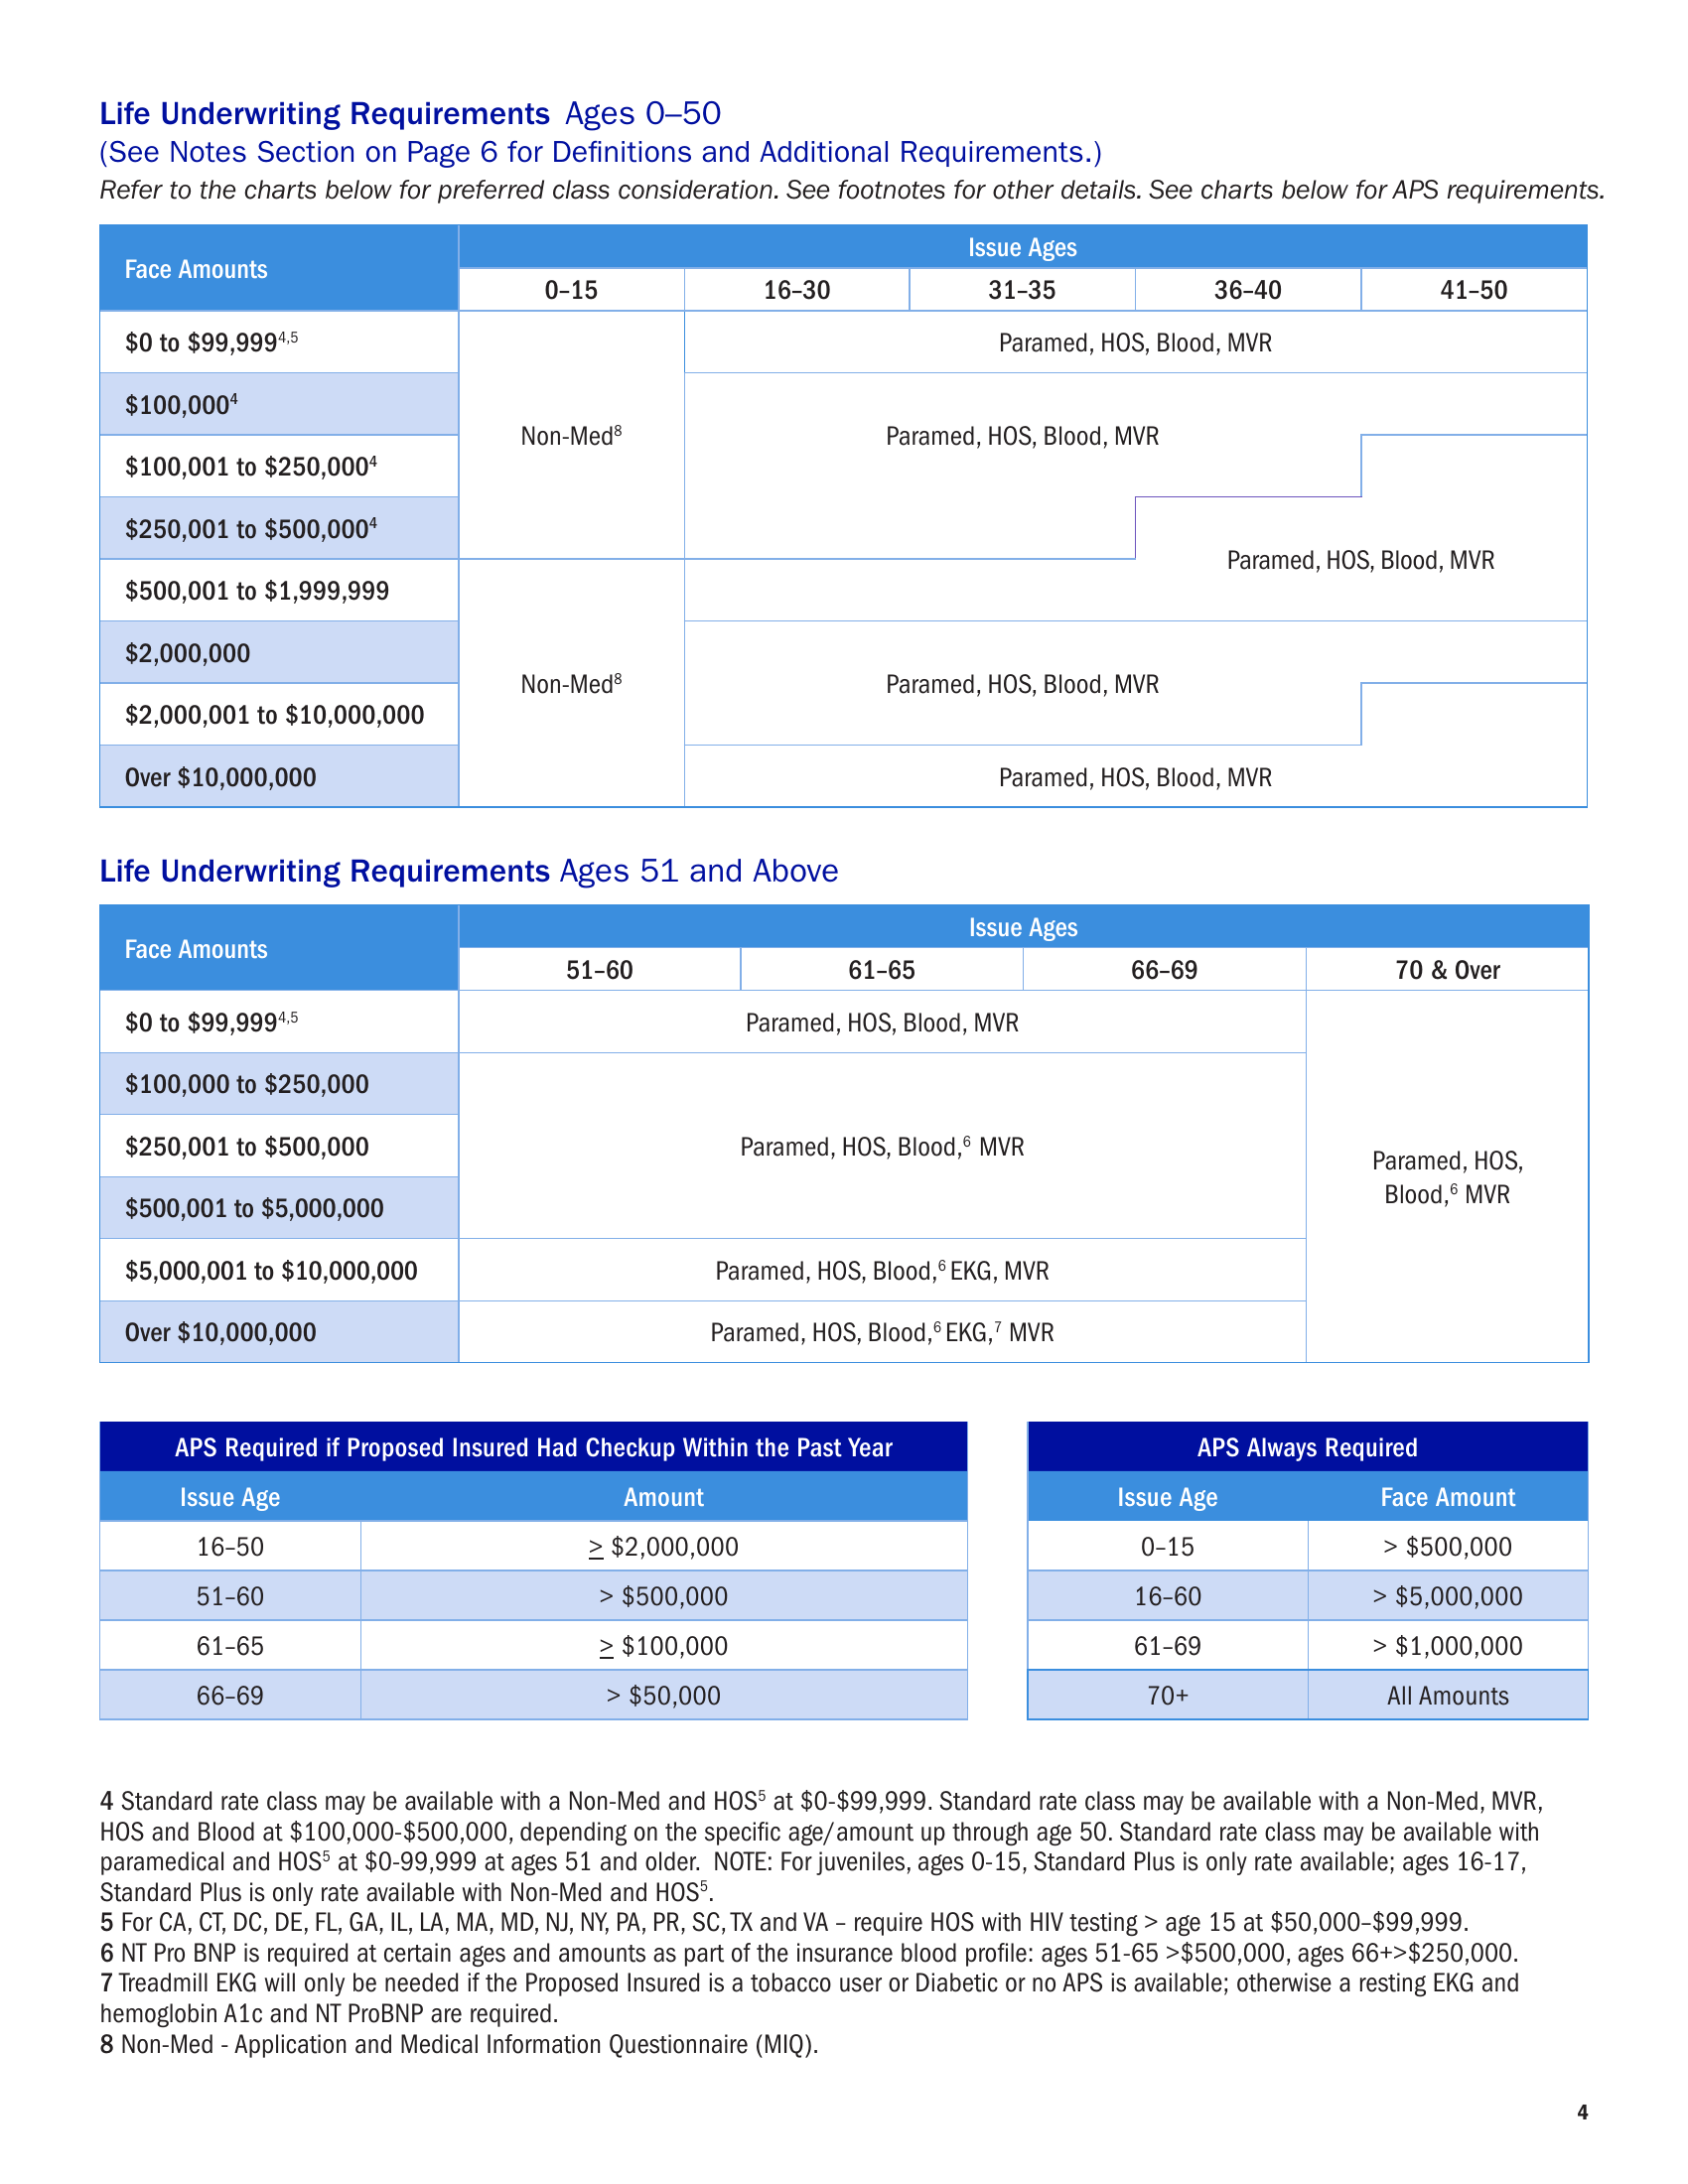 Life Underwriting Requirements Ages 0–50
(See Notes Section on Page 6 for Definitions and Additional Requirements.)
Refer to the charts below for preferred class consideration. See footnotes for other details. See charts below for APS requirements.
Face Amounts
Issue Ages
0–15 16–30 31–35 36–40 41–50
$0 to $99,999⁴,⁵
Paramed, HOS, Blood, MVR
$100,000⁴
Non-Med⁸
Paramed, HOS, Blood, MVR
$100,001 to $250,000⁴
$250,001 to $500,000⁴
Paramed, HOS, Blood, MVR
$500,001 to $1,999,999
$2,000,000
Non-Med⁸
Paramed, HOS, Blood, MVR
$2,000,001 to $10,000,000
Over $10,000,000
Paramed, HOS, Blood, MVR
Life Underwriting Requirements Ages 51 and Above
Face Amounts
Issue Ages
51–60 61–65 66–69 70 & Over
$0 to $99,999⁴,⁵
Paramed, HOS, Blood, MVR
$100,000 to $250,000
$250,001 to $500,000
Paramed, HOS, Blood,⁶ MVR
Paramed, HOS,
Blood,⁶ MVR
$500,001 to $5,000,000
$5,000,001 to $10,000,000
Paramed, HOS, Blood,⁶ EKG, MVR
Over $10,000,000
Paramed, HOS, Blood,⁶ EKG,⁷ MVR
APS Required if Proposed Insured Had Checkup Within the Past Year
Issue Age Amount
16–50 ≥ $2,000,000
51–60 > $500,000
61–65 ≥ $100,000
66–69 > $50,000
APS Always Required
Issue Age Face Amount
0–15 > $500,000
16–60 > $5,000,000
61–69 > $1,000,000
70+ All Amounts
4 Standard rate class may be available with a Non-Med and HOS⁵ at $0-$99,999. Standard rate class may be available with a Non-Med, MVR,
HOS and Blood at $100,000-$500,000, depending on the specific age/amount up through age 50. Standard rate class may be available with
paramedical and HOS⁵ at $0-99,999 at ages 51 and older. NOTE: For juveniles, ages 0-15, Standard Plus is only rate available; ages 16-17,
Standard Plus is only rate available with Non-Med and HOS⁵.
5 For CA, CT, DC, DE, FL, GA, IL, LA, MA, MD, NJ, NY, PA, PR, SC, TX and VA – require HOS with HIV testing > age 15 at $50,000–$99,999.
6 NT Pro BNP is required at certain ages and amounts as part of the insurance blood profile: ages 51-65 >$500,000, ages 66+>$250,000.
7 Treadmill EKG will only be needed if the Proposed Insured is a tobacco user or Diabetic or no APS is available; otherwise a resting EKG and
hemoglobin A1c and NT ProBNP are required.
8 Non-Med - Application and Medical Information Questionnaire (MIQ).
4